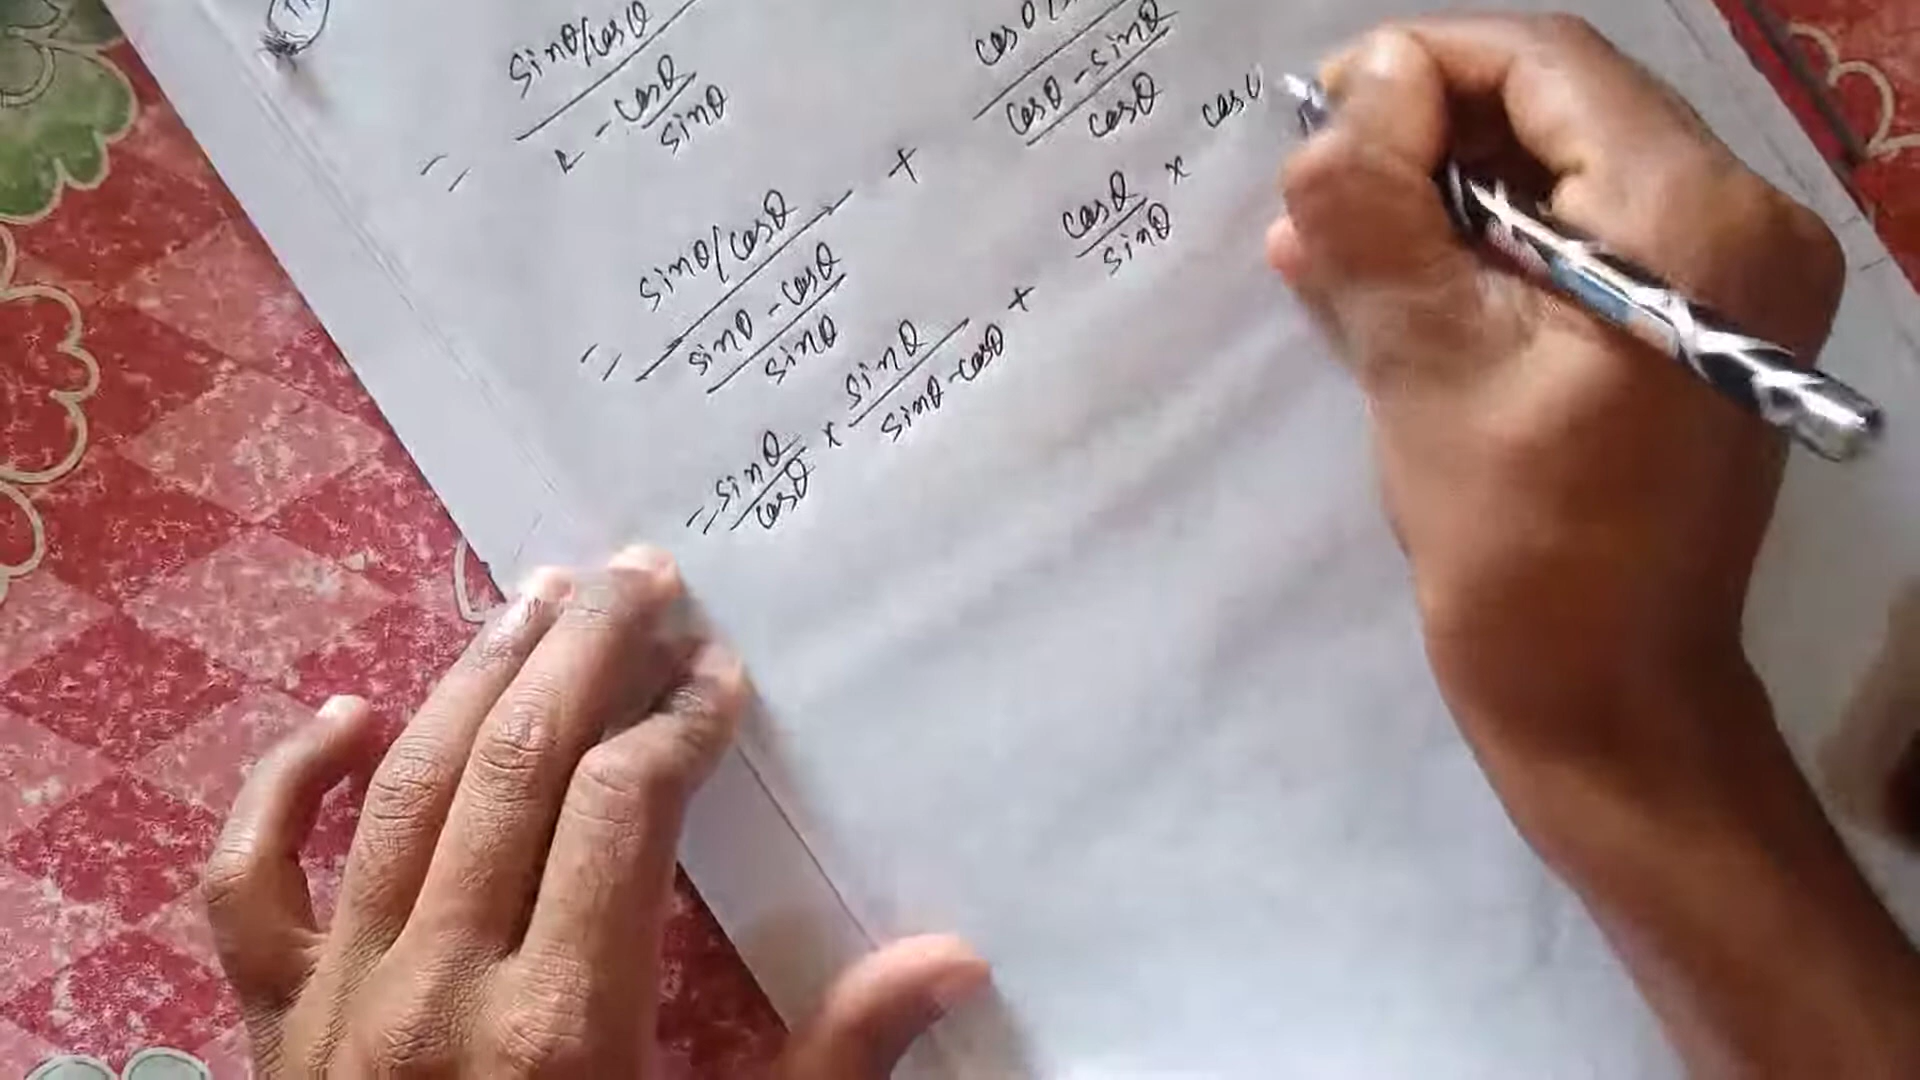 sinθ/cosθ
1 - cosθ/sinθ
= sinθ/cosθ / (sinθ - cosθ)/sinθ + cosθ / (cosθ - sinθ)/cosθ
= sinθ/cosθ × sinθ/(sinθ - cosθ) + cosθ/sinθ × cosθ